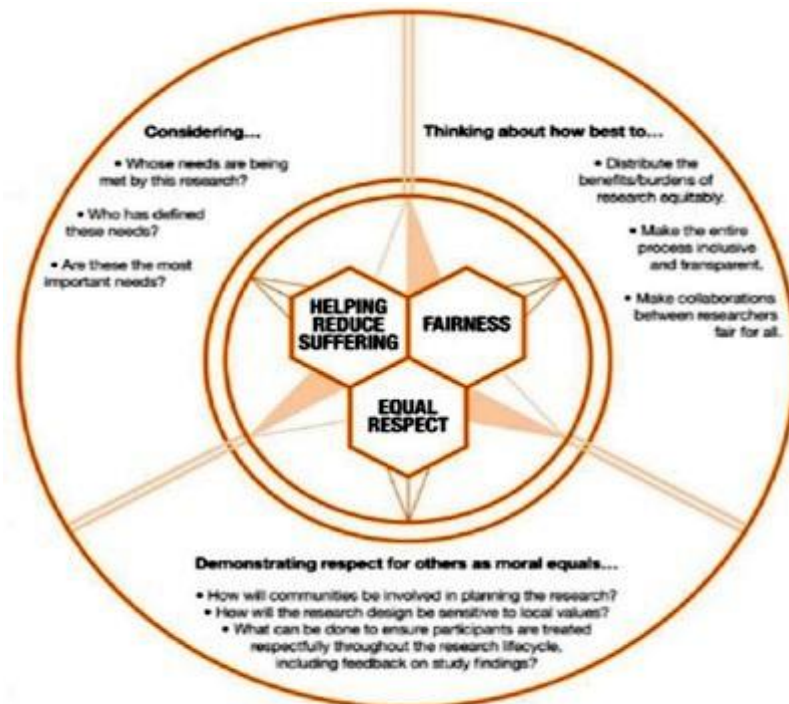 Considering...
• Whose needs are being
met by this research?
• Who has defined
these needs?
• Are these the most
important needs?
Thinking about how best to...
• Distribute the
benefits/burdens of
research equitably.
• Make the entire
process inclusive
and transparent.
• Make collaborations
between researchers
fair for all.
HELPING
REDUCE
SUFFERING
FAIRNESS
EQUAL
RESPECT
Demonstrating respect for others as moral equals...
• How will communities be involved in planning the research?
• How will the research design be sensitive to local values?
• What can be done to ensure participants are treated
respectfully throughout the research lifecycle,
including feedback on study findings?